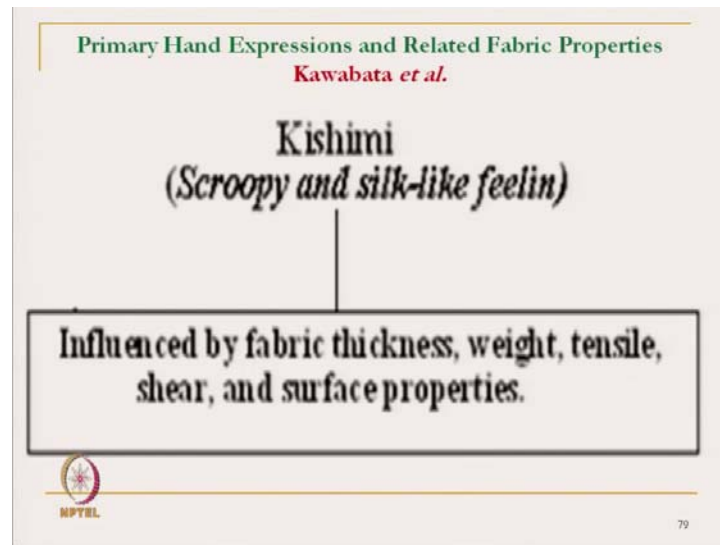 Primary Hand Expressions and Related Fabric Properties
Kawabata et al.
Kishimi
(Scroopy and silk-like feelin)
Influenced by fabric thickness, weight, tensile,
shear, and surface properties.
NPTEL
79